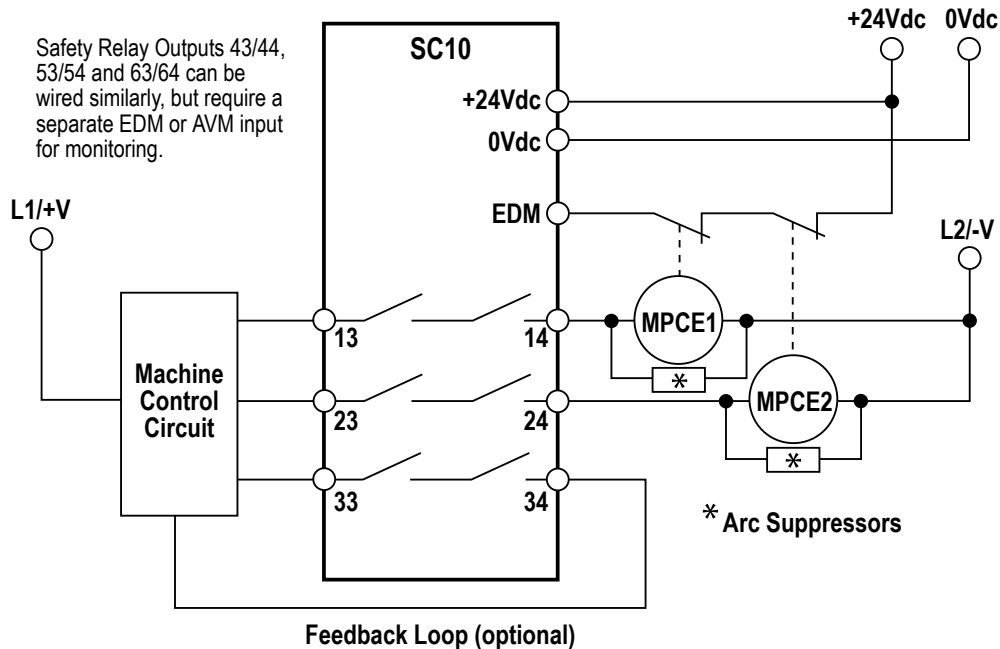 +24Vdc 0Vdc
Safety Relay Outputs 43/44,
53/54 and 63/64 can be
wired similarly, but require a
separate EDM or AVM input
for monitoring.
SC10
+24Vdc
0Vdc
EDM
L1/+V
L2/-V
Machine
Control
Circuit
13
14
MPCE1
*
23
24
MPCE2
*
33
34
* Arc Suppressors
Feedback Loop (optional)